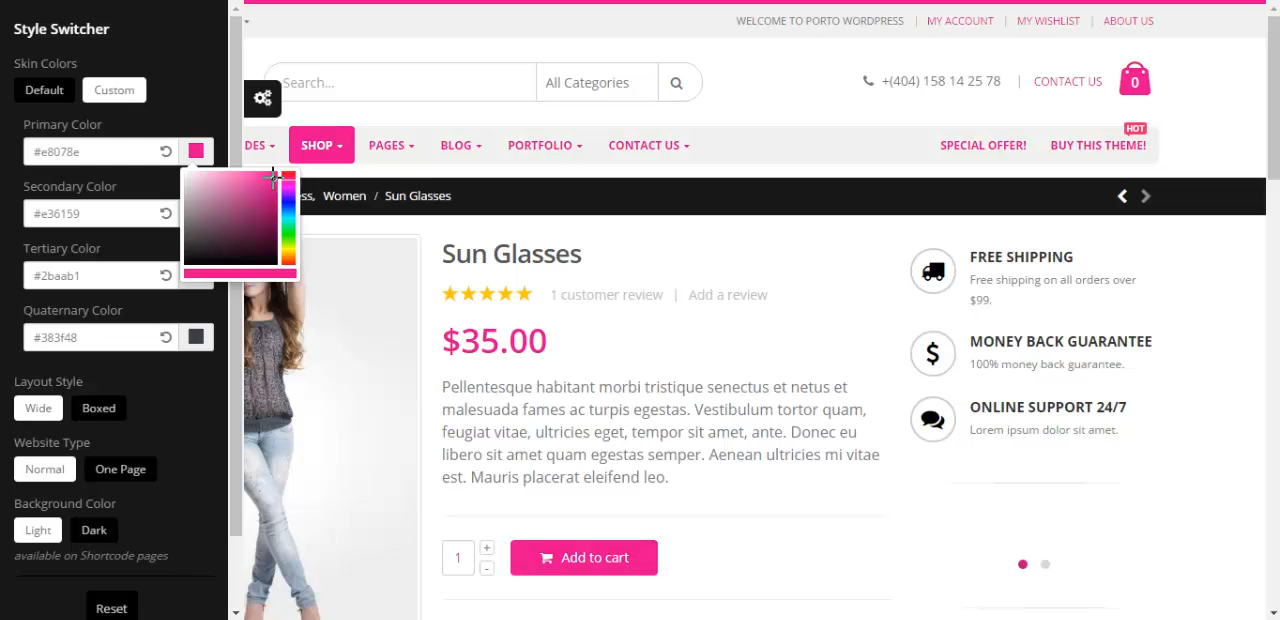 Style Switcher
Skin Colors
Default Custom
Primary Color
#e8078e
Secondary Color
#e36159
Tertiary Color
#2baab1
Quaternary Color
#383f48
Layout Style
Wide Boxed
Website Type
Normal One Page
Background Color
Light Dark
available on Shortcode pages
Reset
WELCOME TO PORTO WORDPRESS | MY ACCOUNT | MY WISHLIST | ABOUT US
Search... All Categories
+(404) 158 14 25 78 | CONTACT US 0
HOT
DES SHOP PAGES BLOG PORTFOLIO CONTACT US SPECIAL OFFER! BUY THIS THEME!
ess, Women / Sun Glasses
Sun Glasses
1 customer review | Add a review
$35.00
Pellentesque habitant morbi tristique senectus et netus et
malesuada fames ac turpis egestas. Vestibulum tortor quam,
feugiat vitae, ultricies eget, tempor sit amet, ante. Donec eu
libero sit amet quam egestas semper. Aenean ultricies mi vitae
est. Mauris placerat eleifend leo.
1 + -
Add to cart
FREE SHIPPING
Free shipping on all orders over
$99.
$
MONEY BACK GUARANTEE
100% money back guarantee.
ONLINE SUPPORT 24/7
Lorem ipsum dolor sit amet.